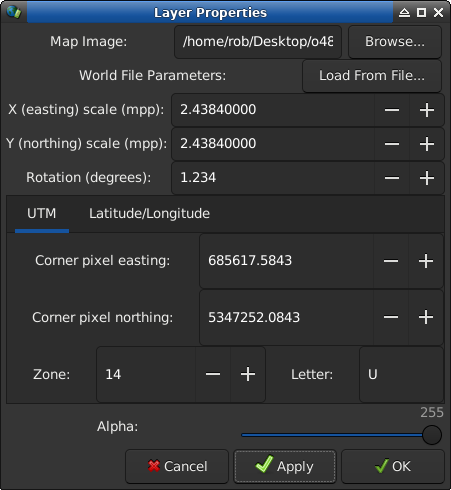 Layer Properties
Map Image: /home/rob/Desktop/o48 Browse...
World File Parameters: Load From File...
X (easting) scale (mpp): 2.43840000
Y (northing) scale (mpp): 2.43840000
Rotation (degrees): 1.234
UTM Latitude/Longitude
Corner pixel easting: 685617.5843
Corner pixel northing: 5347252.0843
Zone: 14 Letter: U
255
Alpha:
Cancel Apply OK